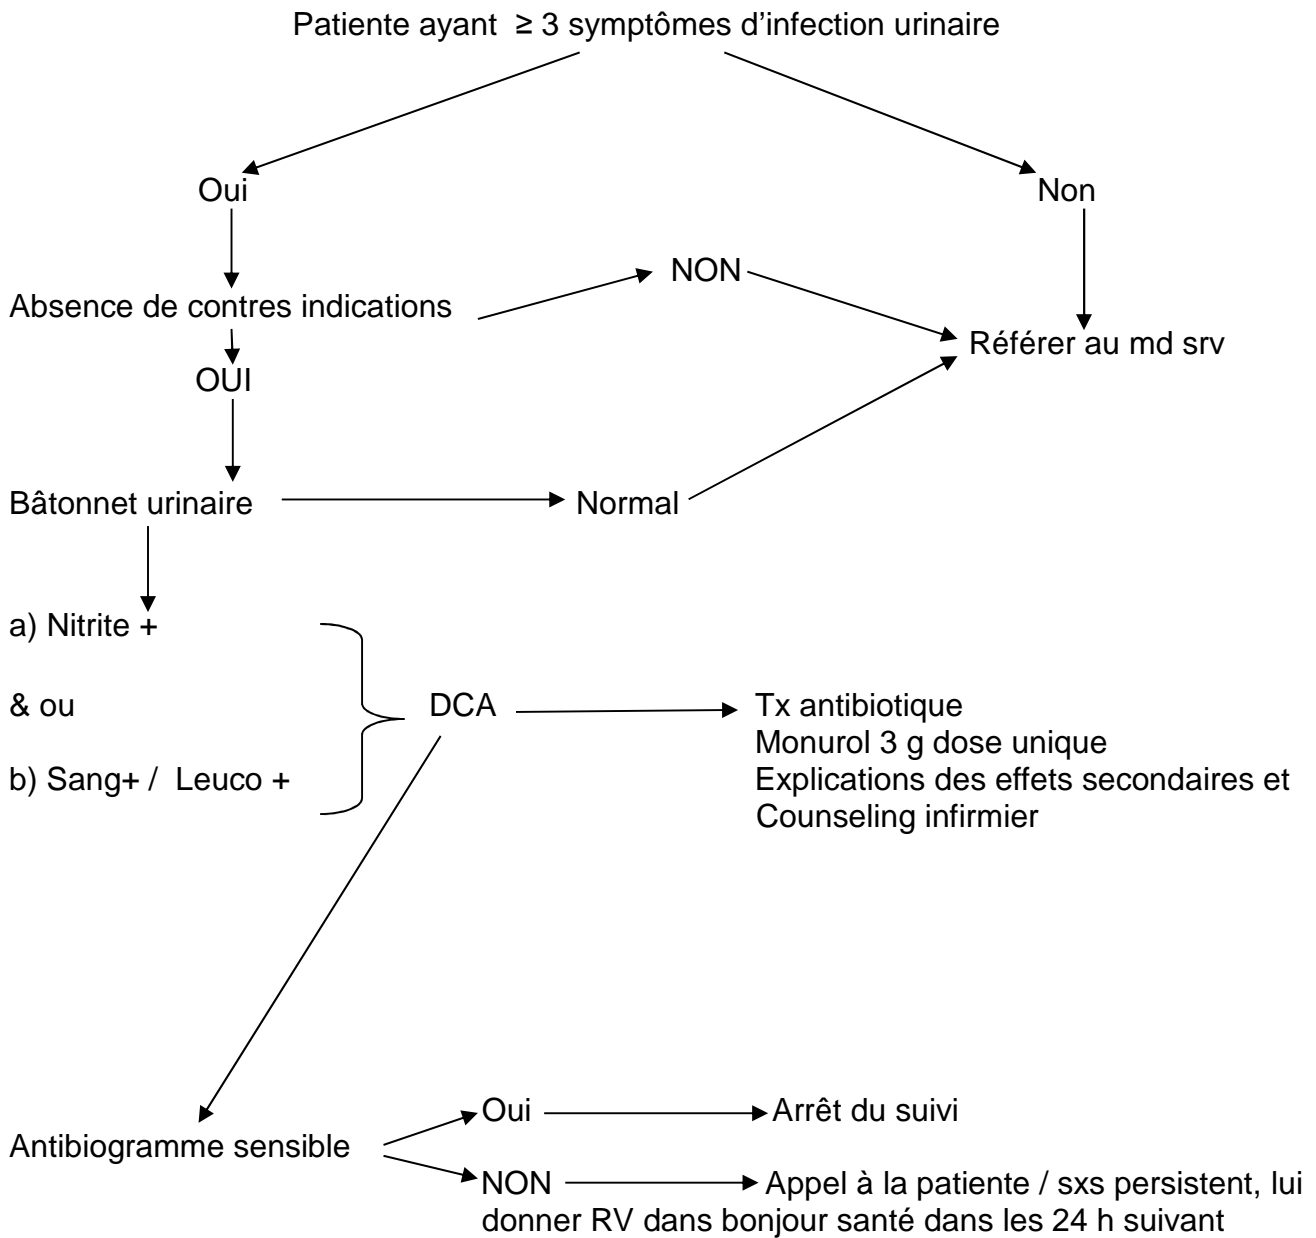 Patiente ayant ≥ 3 symptômes d’infection urinaire
Oui
Non
Absence de contres indications
NON
Référer au md srv
OUI
Bâtonnet urinaire
Normal
a) Nitrite +
& ou
DCA
Tx antibiotique
Monurol 3 g dose unique
b) Sang+ / Leuco +
Explications des effets secondaires et
Counseling infirmier
Antibiogramme sensible
Oui
Arrêt du suivi
NON
Appel à la patiente / sxs persistent, lui
donner RV dans bonjour santé dans les 24 h suivant